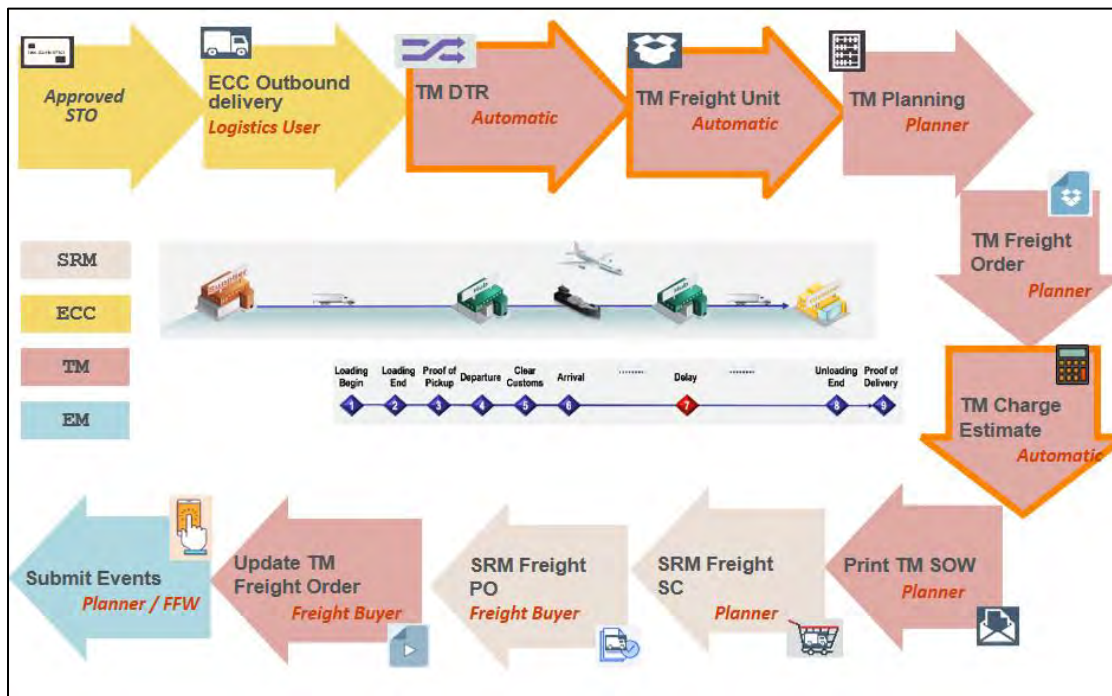 Approved
STO
ECC Outbound
delivery
Logistics User
TM DTR
Automatic
TM Freight Unit
Automatic
TM Planning
Planner
TM Freight
Order
Planner
SRM
ECC
TM
EM
Supplier
Hub
Hub
Loading
Begin
Loading
End
Proof of
Pickup
Departure
Clear
Customs
Arrival
........
Delay
........
Unloading
End
Proof of
Delivery
1
2
3
4
5
6
7
8
9
TM Charge
Estimate
Automatic
Submit Events
Planner / FFW
Update TM
Freight Order
Freight Buyer
SRM Freight
PO
Freight Buyer
SRM Freight
SC
Planner
Print TM SOW
Planner